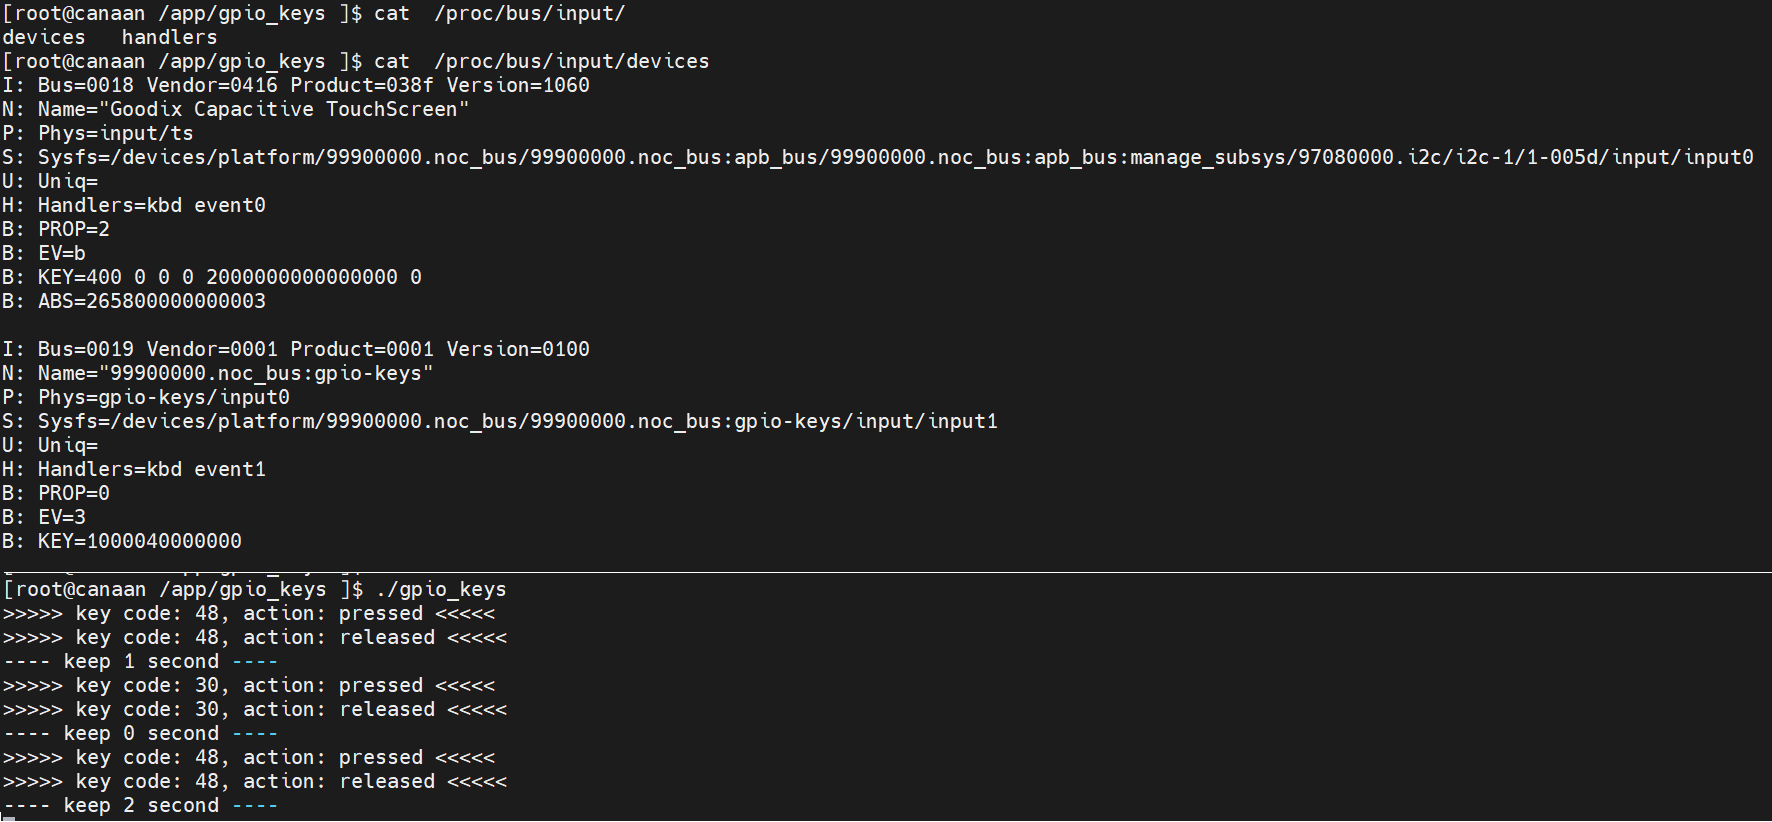 [root@canaan /app/gpio_keys ]$ cat  /proc/bus/input/
devices   handlers
[root@canaan /app/gpio_keys ]$ cat  /proc/bus/input/devices
I: Bus=0018 Vendor=0416 Product=038f Version=1060
N: Name="Goodix Capacitive TouchScreen"
P: Phys=input/ts
S: Sysfs=/devices/platform/99900000.noc_bus/99900000.noc_bus:apb_bus/99900000.noc_bus:apb_bus:manage_subsys/97080000.i2c/i2c-1/1-005d/input/input0
U: Uniq=
H: Handlers=kbd event0
B: PROP=2
B: EV=b
B: KEY=400 0 0 0 2000000000000000 0
B: ABS=265800000000003

I: Bus=0019 Vendor=0001 Product=0001 Version=0100
N: Name="99900000.noc_bus:gpio-keys"
P: Phys=gpio-keys/input0
S: Sysfs=/devices/platform/99900000.noc_bus/99900000.noc_bus:gpio-keys/input/input1
U: Uniq=
H: Handlers=kbd event1
B: PROP=0
B: EV=3
B: KEY=1000040000000
[root@canaan /app/gpio_keys ]$ ./gpio_keys
>>>>> key code: 48, action: pressed <<<<<
>>>>> key code: 48, action: released <<<<<
---- keep 1 second ----
>>>>> key code: 30, action: pressed <<<<<
>>>>> key code: 30, action: released <<<<<
---- keep 0 second ----
>>>>> key code: 48, action: pressed <<<<<
>>>>> key code: 48, action: released <<<<<
---- keep 2 second ----